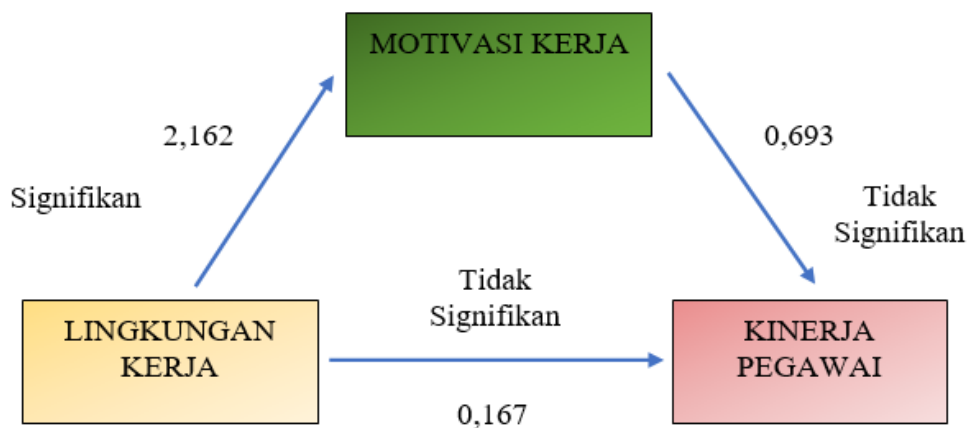 MOTIVASI KERJA
2,162
0,693
Signifikan
Tidak
Signifikan
Tidak
Signifikan
LINGKUNGAN
KERJA
KINERJA
PEGAWAI
0,167